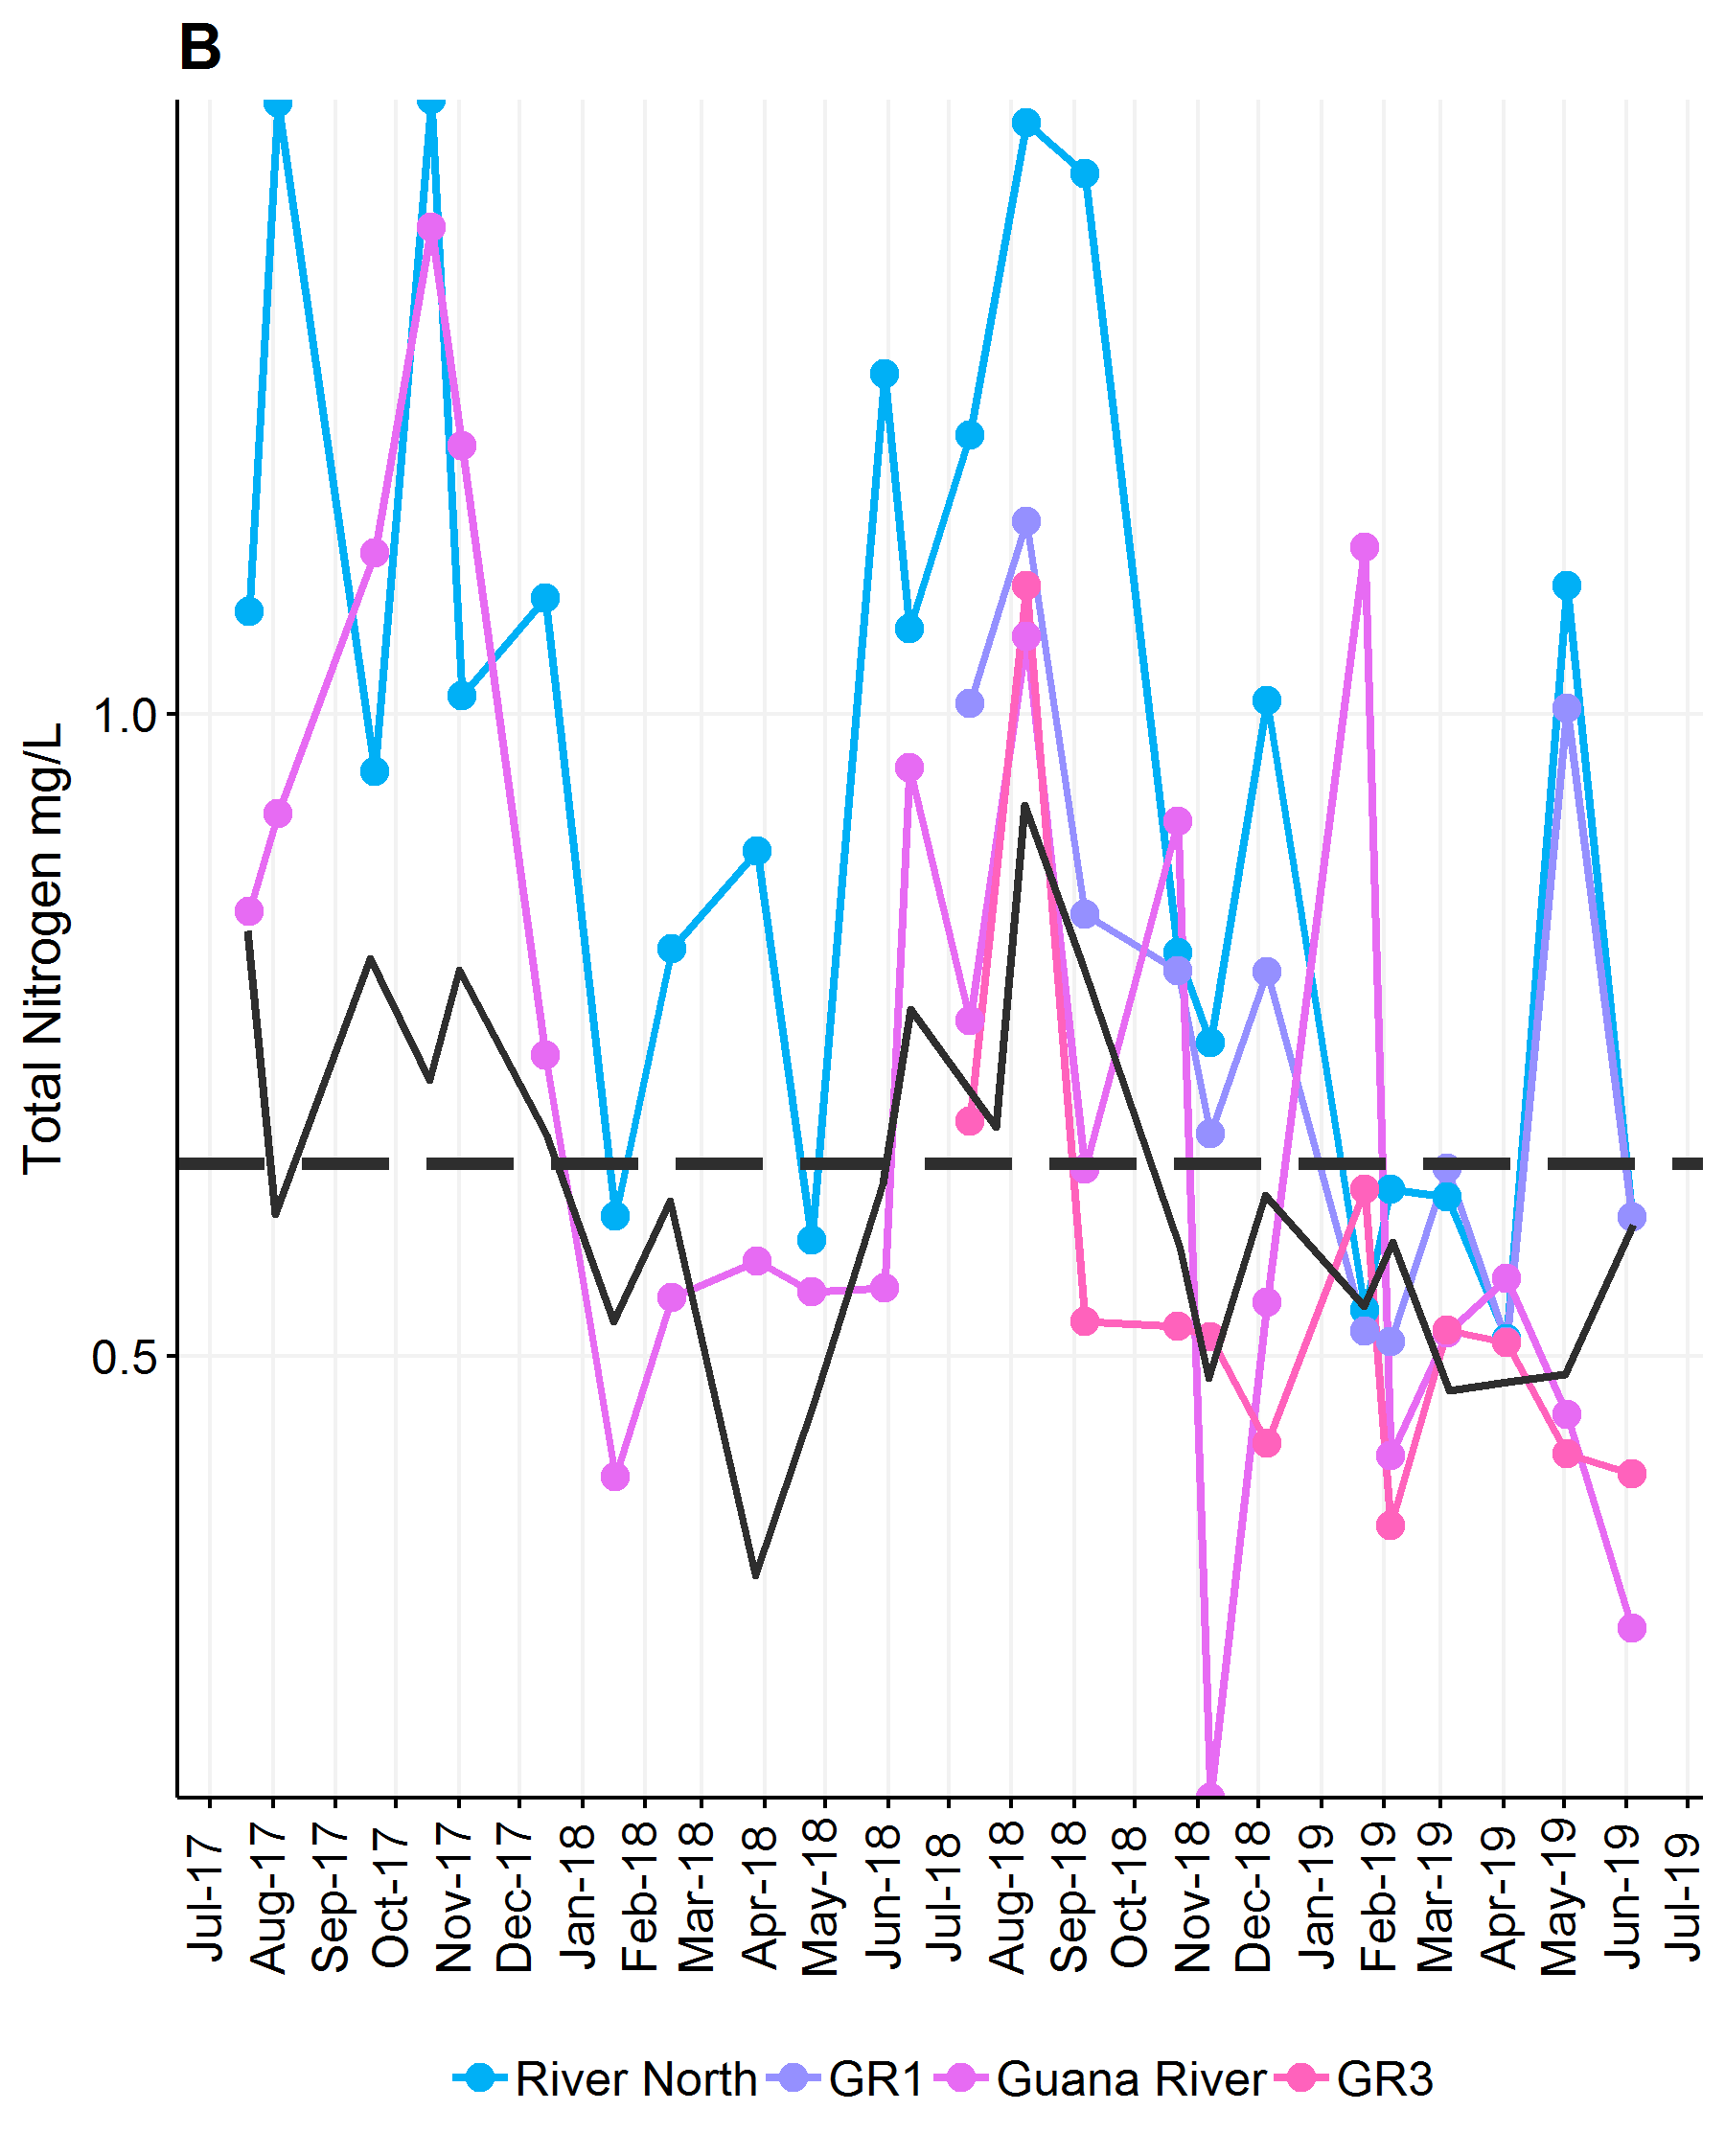 B
Total Nitrogen mg/L
1.0
0.5
Jul-17
Aug-17
Sep-17
Oct-17
Nov-17
Dec-17
Jan-18
Feb-18
Mar-18
Apr-18
May-18
Jun-18
Jul-18
Aug-18
Sep-18
Oct-18
Nov-18
Dec-18
Jan-19
Feb-19
Mar-19
Apr-19
May-19
Jun-19
Jul-19
River North GR1 Guana River GR3